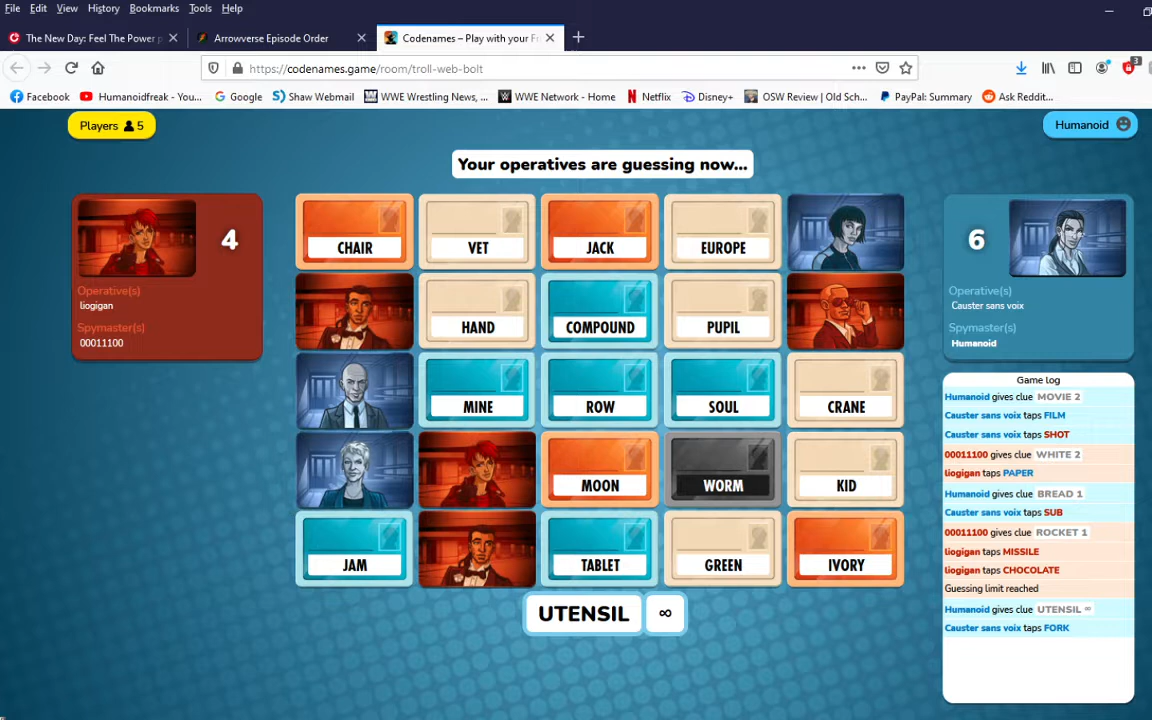 File Edit View History Bookmarks Tools Help
The New Day: Feel The Power p
Arrowverse Episode Order
Codenames – Play with your Fr
https://codenames.game/room/troll-web-bolt
3
Facebook
Humanoidfreak - You...
Google
Shaw Webmail
WWE Wrestling News, ...
WWE Network - Home
Netflix
Disney+
OSW Review | Old Sch...
PayPal: Summary
Ask Reddit...
Players 5
Humanoid
Your operatives are guessing now...
4
Operative(s)
liogigan
Spymaster(s)
00011100
CHAIR VET JACK EUROPE
HAND COMPOUND PUPIL
MINE ROW SOUL CRANE
MOON WORM KID
JAM TABLET GREEN IVORY
UTENSIL ∞
6
Operative(s)
Causter sans voix
Spymaster(s)
Humanoid
Game log
Humanoid gives clue MOVIE 2
Causter sans voix taps FILM
Causter sans voix taps SHOT
00011100 gives clue WHITE 2
liogigan taps PAPER
Humanoid gives clue BREAD 1
Causter sans voix taps SUB
00011100 gives clue ROCKET 1
liogigan taps MISSILE
liogigan taps CHOCOLATE
Guessing limit reached
Humanoid gives clue UTENSIL ∞
Causter sans voix taps FORK